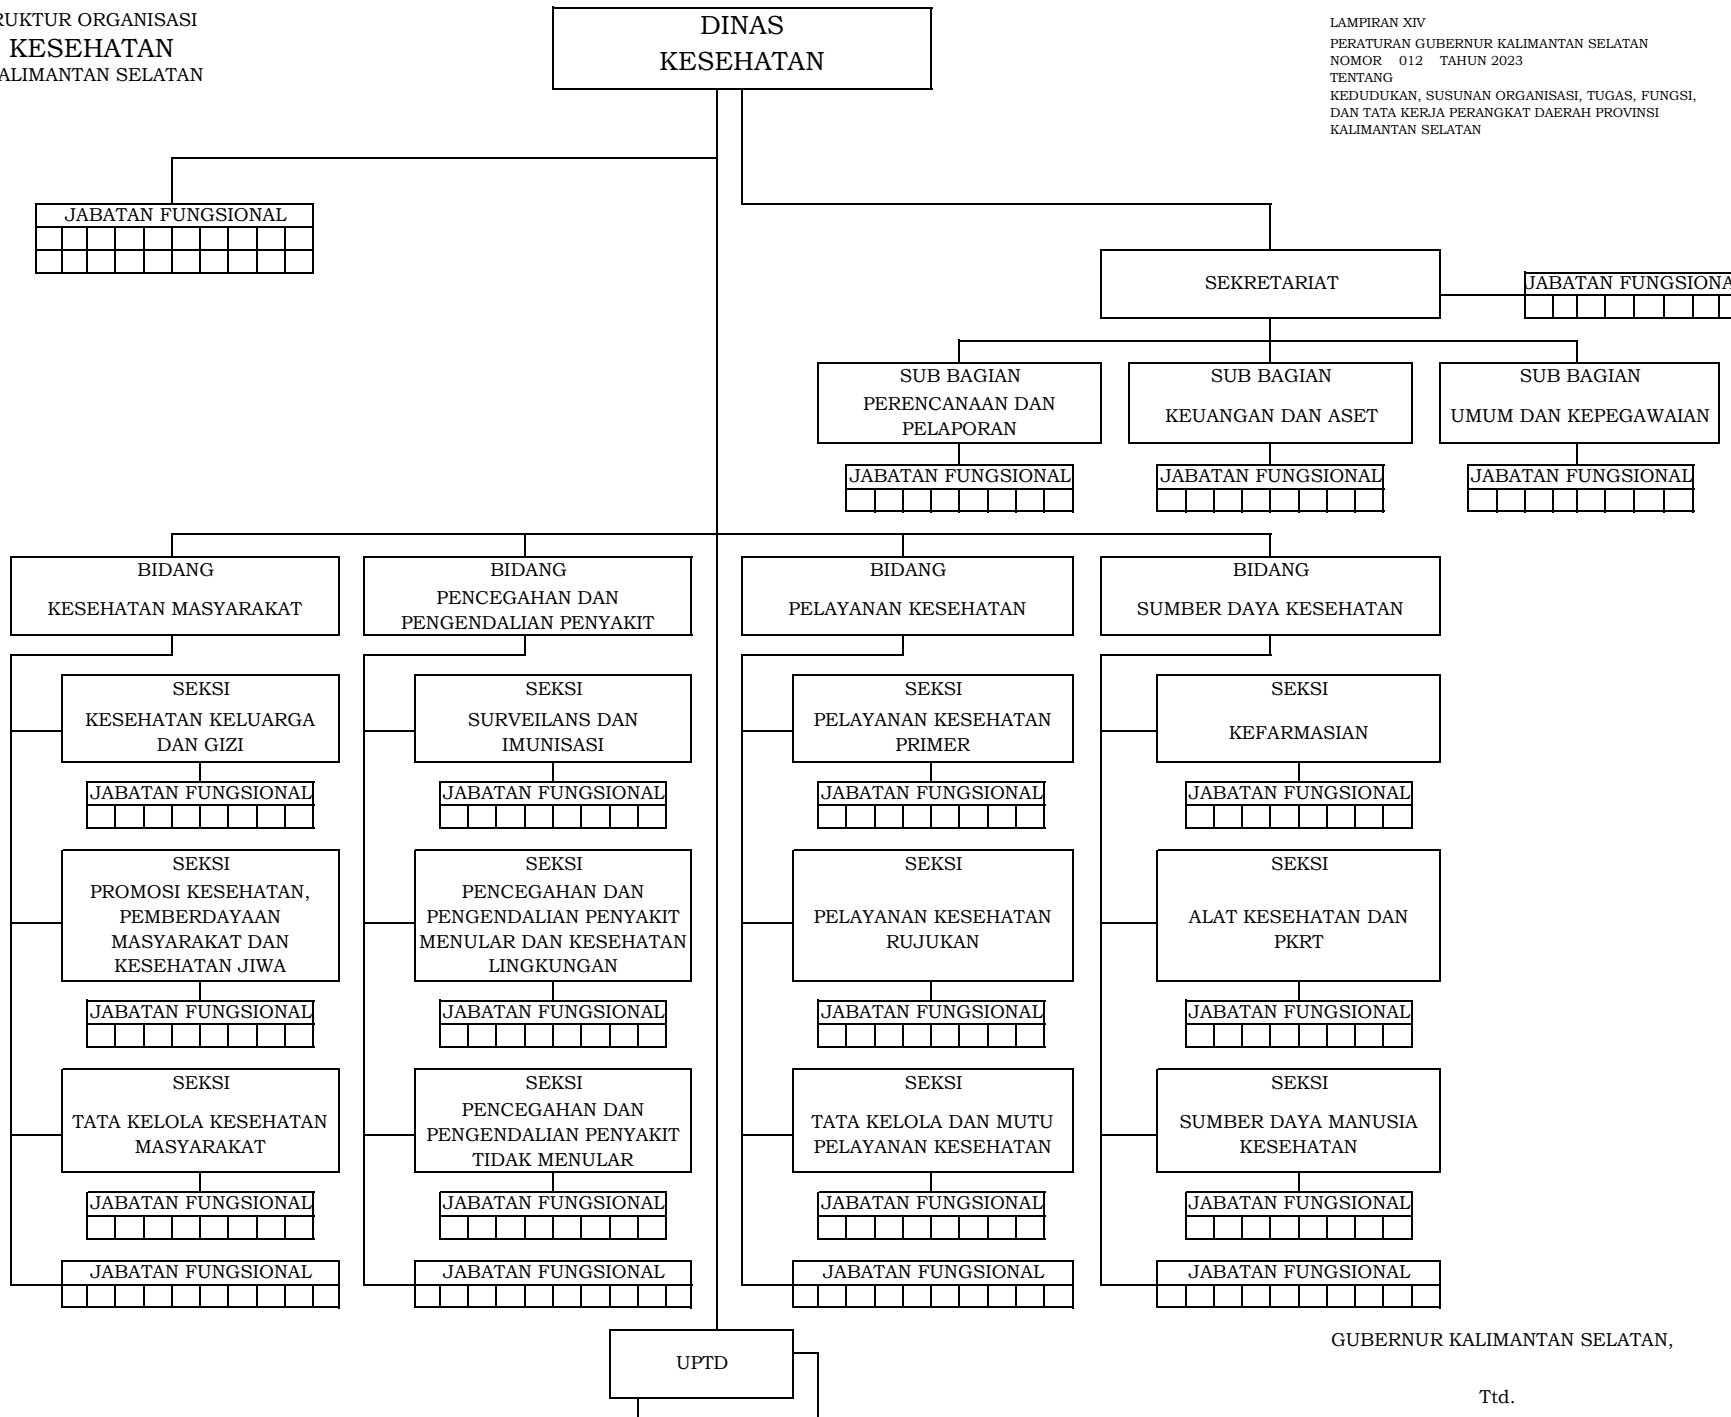 RUKTUR ORGANISASI
KESEHATAN
ALIMANTAN SELATAN
DINAS
KESEHATAN
LAMPIRAN XIV
PERATURAN GUBERNUR KALIMANTAN SELATAN
NOMOR 012 TAHUN 2023
TENTANG
KEDUDUKAN, SUSUNAN ORGANISASI, TUGAS, FUNGSI,
DAN TATA KERJA PERANGKAT DAERAH PROVINSI
KALIMANTAN SELATAN
JABATAN FUNGSIONAL
SEKRETARIAT
JABATAN FUNGSIONA
SUB BAGIAN
PERENCANAAN DAN
PELAPORAN
JABATAN FUNGSIONAL
SUB BAGIAN
KEUANGAN DAN ASET
JABATAN FUNGSIONAL
SUB BAGIAN
UMUM DAN KEPEGAWAIAN
JABATAN FUNGSIONAL
BIDANG
KESEHATAN MASYARAKAT
SEKSI
KESEHATAN KELUARGA
DAN GIZI
JABATAN FUNGSIONAL
SEKSI
PROMOSI KESEHATAN,
PEMBERDAYAAN
MASYARAKAT DAN
KESEHATAN JIWA
JABATAN FUNGSIONAL
SEKSI
TATA KELOLA KESEHATAN
MASYARAKAT
JABATAN FUNGSIONAL
JABATAN FUNGSIONAL
BIDANG
PENCEGAHAN DAN
PENGENDALIAN PENYAKIT
SEKSI
SURVEILANS DAN
IMUNISASI
JABATAN FUNGSIONAL
SEKSI
PENCEGAHAN DAN
PENGENDALIAN PENYAKIT
MENULAR DAN KESEHATAN
LINGKUNGAN
JABATAN FUNGSIONAL
SEKSI
PENCEGAHAN DAN
PENGENDALIAN PENYAKIT
TIDAK MENULAR
JABATAN FUNGSIONAL
JABATAN FUNGSIONAL
BIDANG
PELAYANAN KESEHATAN
SEKSI
PELAYANAN KESEHATAN
PRIMER
JABATAN FUNGSIONAL
SEKSI
PELAYANAN KESEHATAN
RUJUKAN
JABATAN FUNGSIONAL
SEKSI
TATA KELOLA DAN MUTU
PELAYANAN KESEHATAN
JABATAN FUNGSIONAL
JABATAN FUNGSIONAL
BIDANG
SUMBER DAYA KESEHATAN
SEKSI
KEFARMASIAN
JABATAN FUNGSIONAL
SEKSI
ALAT KESEHATAN DAN
PKRT
JABATAN FUNGSIONAL
SEKSI
SUMBER DAYA MANUSIA
KESEHATAN
JABATAN FUNGSIONAL
JABATAN FUNGSIONAL
UPTD
GUBERNUR KALIMANTAN SELATAN,
Ttd.